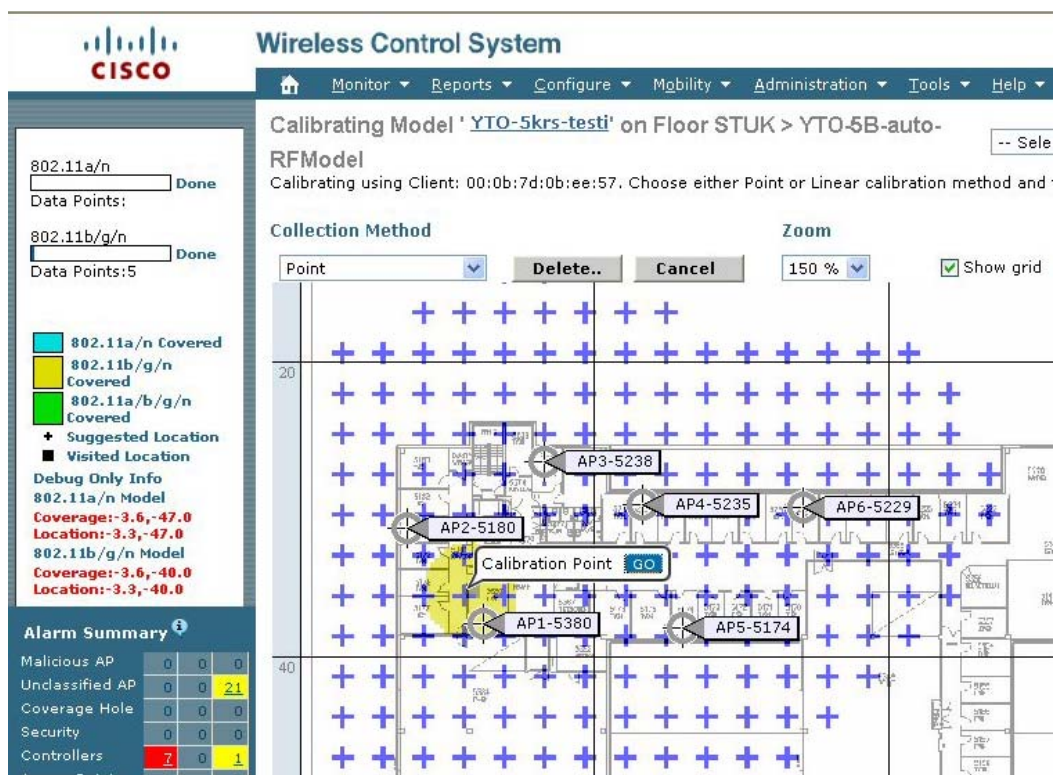 CISCO
Wireless Control System
Monitor Reports Configure Mobility Administration Tools Help
Calibrating Model ' YTO-5krs-testi' on Floor STUK > YTO-5B-auto-
RFModel
-- Sele
Calibrating using Client: 00:0b:7d:0b:ee:57. Choose either Point or Linear calibration method and
802.11a/n
Done
Data Points:
802.11b/g/n
Done
Data Points:5
Collection Method
Zoom
Point
Delete..
Cancel
150 %
Show grid
802.11a/n Covered
802.11b/g/n
Covered
802.11a/b/g/n
Covered
Suggested Location
Visited Location
Debug Only Info
802.11a/n Model
Coverage:-3.6,-47.0
Location:-3.3,-47.0
802.11b/g/n Model
Coverage:-3.6,-40.0
Location:-3.3,-40.0
20
AP3-5238
AP4-5235
AP6-5229
AP2-5180
Calibration Point GO
AP1-5380
AP5-5174
40
Alarm Summary
Malicious AP 0 0 0
Unclassified AP 0 0 21
Coverage Hole 0 0 0
Security 0 0 0
Controllers 7 0 1